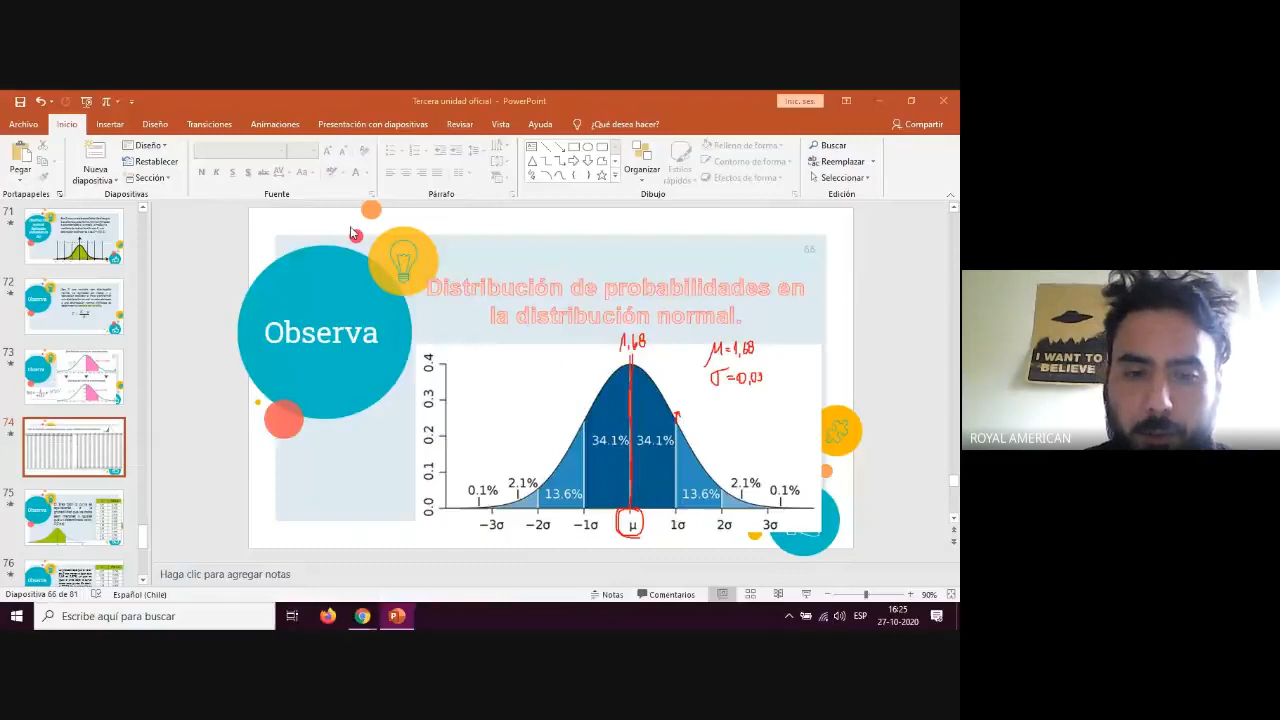 Tercera unidad oficial - PowerPoint
Inic. ses.
Archivo Inicio Insertar Diseño Transiciones Animaciones Presentación con diapositivas Revisar Vista Ayuda ¿Qué desea hacer? Compartir
Pegar
Nueva diapositiva
Diseño
Restablecer
Sección
Organizar
Estilos rápidos
Relleno de forma
Contorno de forma
Efectos de forma
Buscar
Reemplazar
Seleccionar
Portapapeles Diapositivas Fuente Párrafo Dibujo Edición
71
72
73
74
75
76
Observa
Distribución de probabilidades en
la distribución normal.
1,68
μ=1,68
σ=0,03
0.4
0.3
0.2
0.1
0.0
34.1% 34.1%
0.1% 2.1% 13.6% 13.6% 2.1% 0.1%
−3σ −2σ −1σ μ 1σ 2σ 3σ
Haga clic para agregar notas
Diapositiva 66 de 81 Español (Chile) Notas Comentarios 90%
Escribe aquí para buscar
ESP
16:25
27-10-2020
I WANT TO
BELIEVE
ROYAL AMERICAN